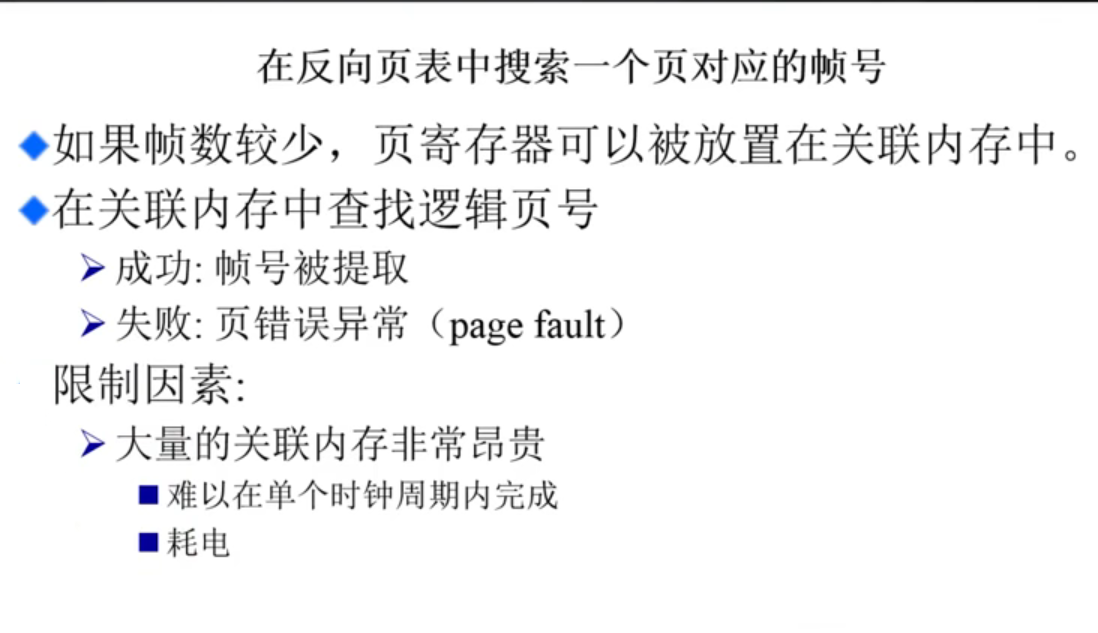 在反向页表中搜索一个页对应的帧号
如果帧数较少，页寄存器可以被放置在关联内存中。
在关联内存中查找逻辑页号
成功: 帧号被提取
失败: 页错误异常（page fault）
限制因素:
大量的关联内存非常昂贵
难以在单个时钟周期内完成
耗电